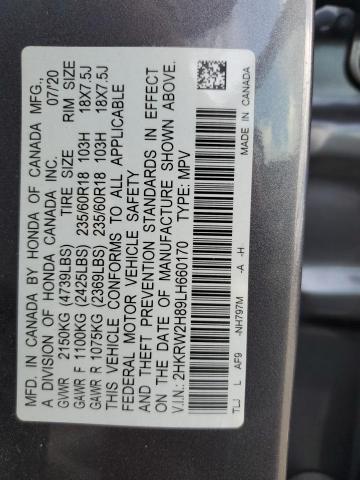 MFD. IN CANADA BY HONDA OF CANADA MFG.,
A DIVISION OF HONDA CANADA INC. 07/20
GVWR 2150KG (4739LBS) TIRE SIZE RIM SIZE
GAWR F 1100KG (2425LBS) 235/60R18 103H 18X7.5J
GAWR R 1075KG (2369LBS) 235/60R18 103H 18X7.5J
THIS VEHICLE CONFORMS TO ALL APPLICABLE
FEDERAL MOTOR VEHICLE SAFETY, BUMPER,
AND THEFT PREVENTION STANDARDS IN EFFECT
ON THE DATE OF MANUFACTURE SHOWN ABOVE.
V.I.N.: 2HKRW2H89LH660170 TYPE: MPV
TLJ L AF9 -NH797M -A -H MADE IN CANADA